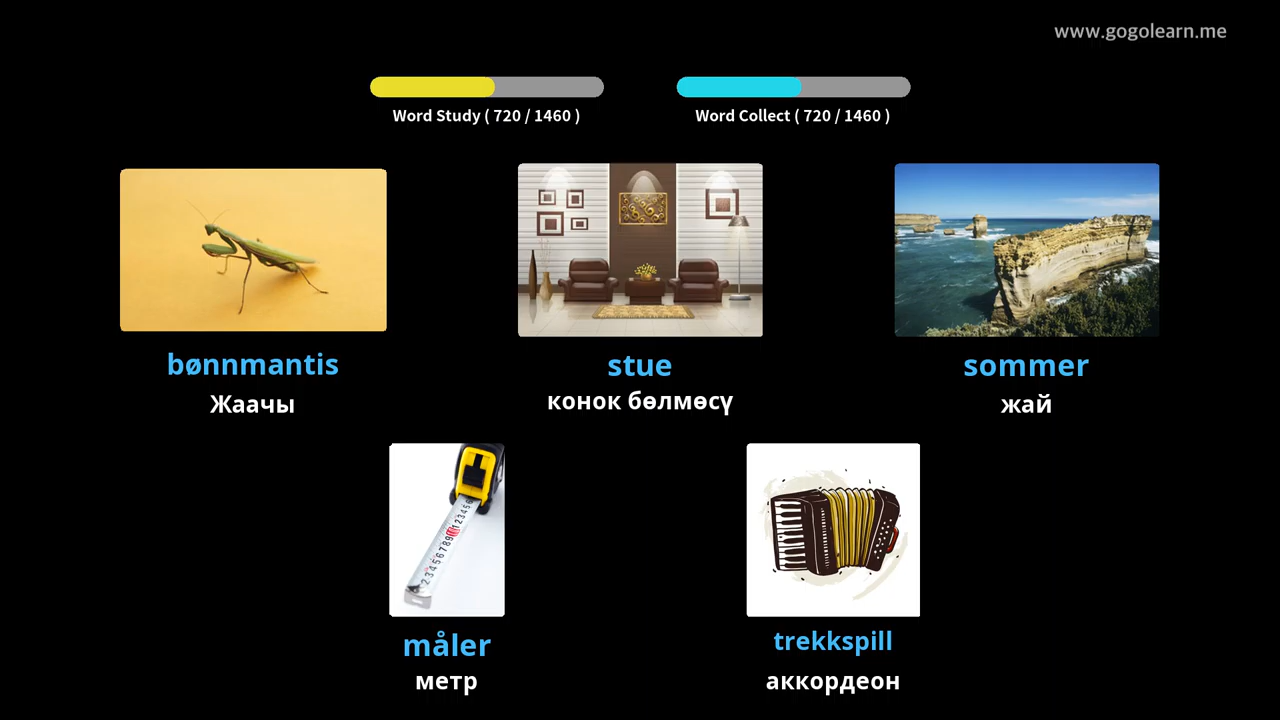 www.gogolearn.me
Word Study ( 720 / 1460 )
Word Collect ( 720 / 1460 )
bønnmantis
Жаачы
stue
конок бөлмөсү
sommer
жай
måler
метр
trekkspill
аккордеон